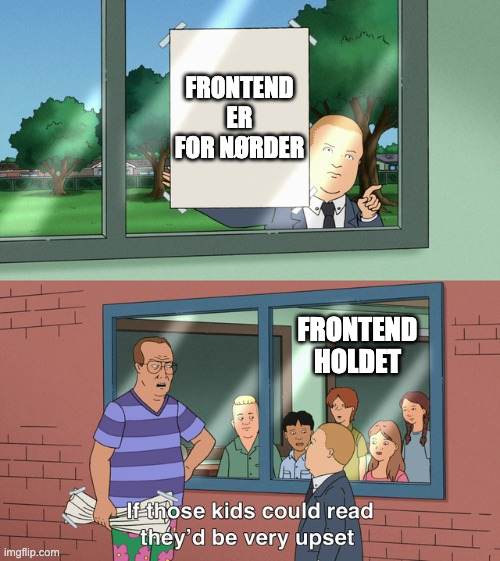 FRONTEND
ER
FOR NØRDER
FRONTEND
HOLDET
If those kids could read
they'd be very upset
imgflip.com